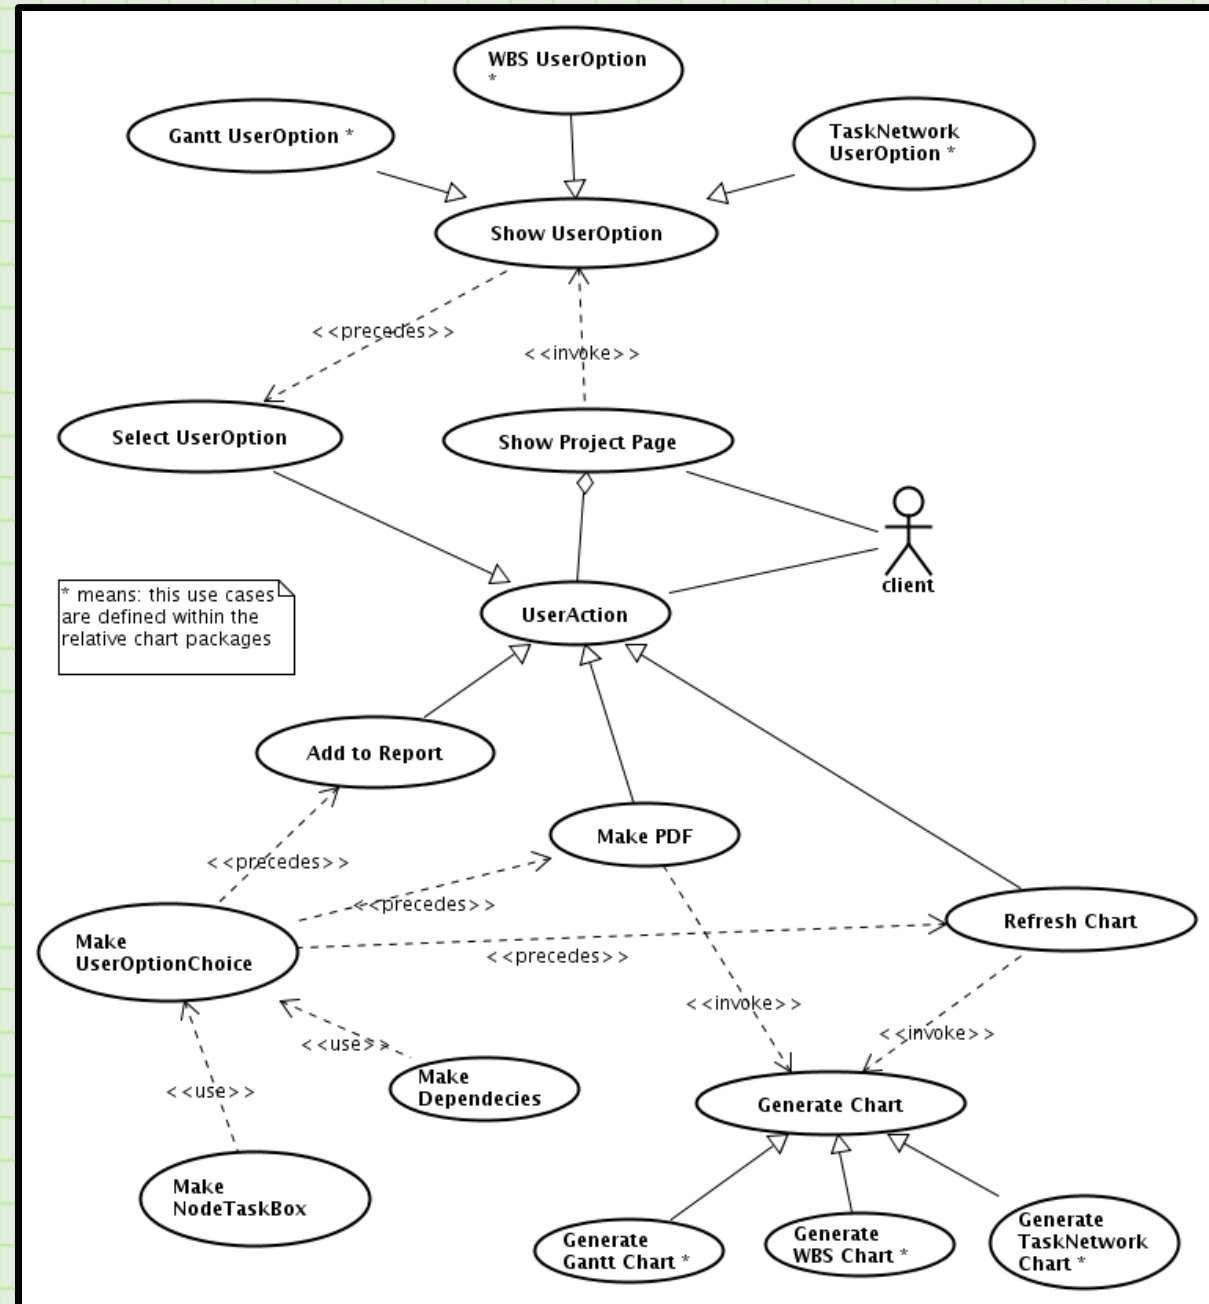 WBS UserOption
*
Gantt UserOption *
TaskNetwork
UserOption *
Show UserOption
<<precedes>>
<<invoke>>
Select UserOption
Show Project Page
client
* means: this use cases
are defined within the
relative chart packages
UserAction
Add to Report
Make PDF
<<precedes>>
<<precedes>>
Refresh Chart
Make
UserOptionChoice
<<precedes>>
<<invoke>>
<<invoke>>
<<use>>
<<use>>
Make
Dependecies
Generate Chart
Make
NodeTaskBox
Generate
Gantt Chart *
Generate
WBS Chart *
Generate
TaskNetwork
Chart *